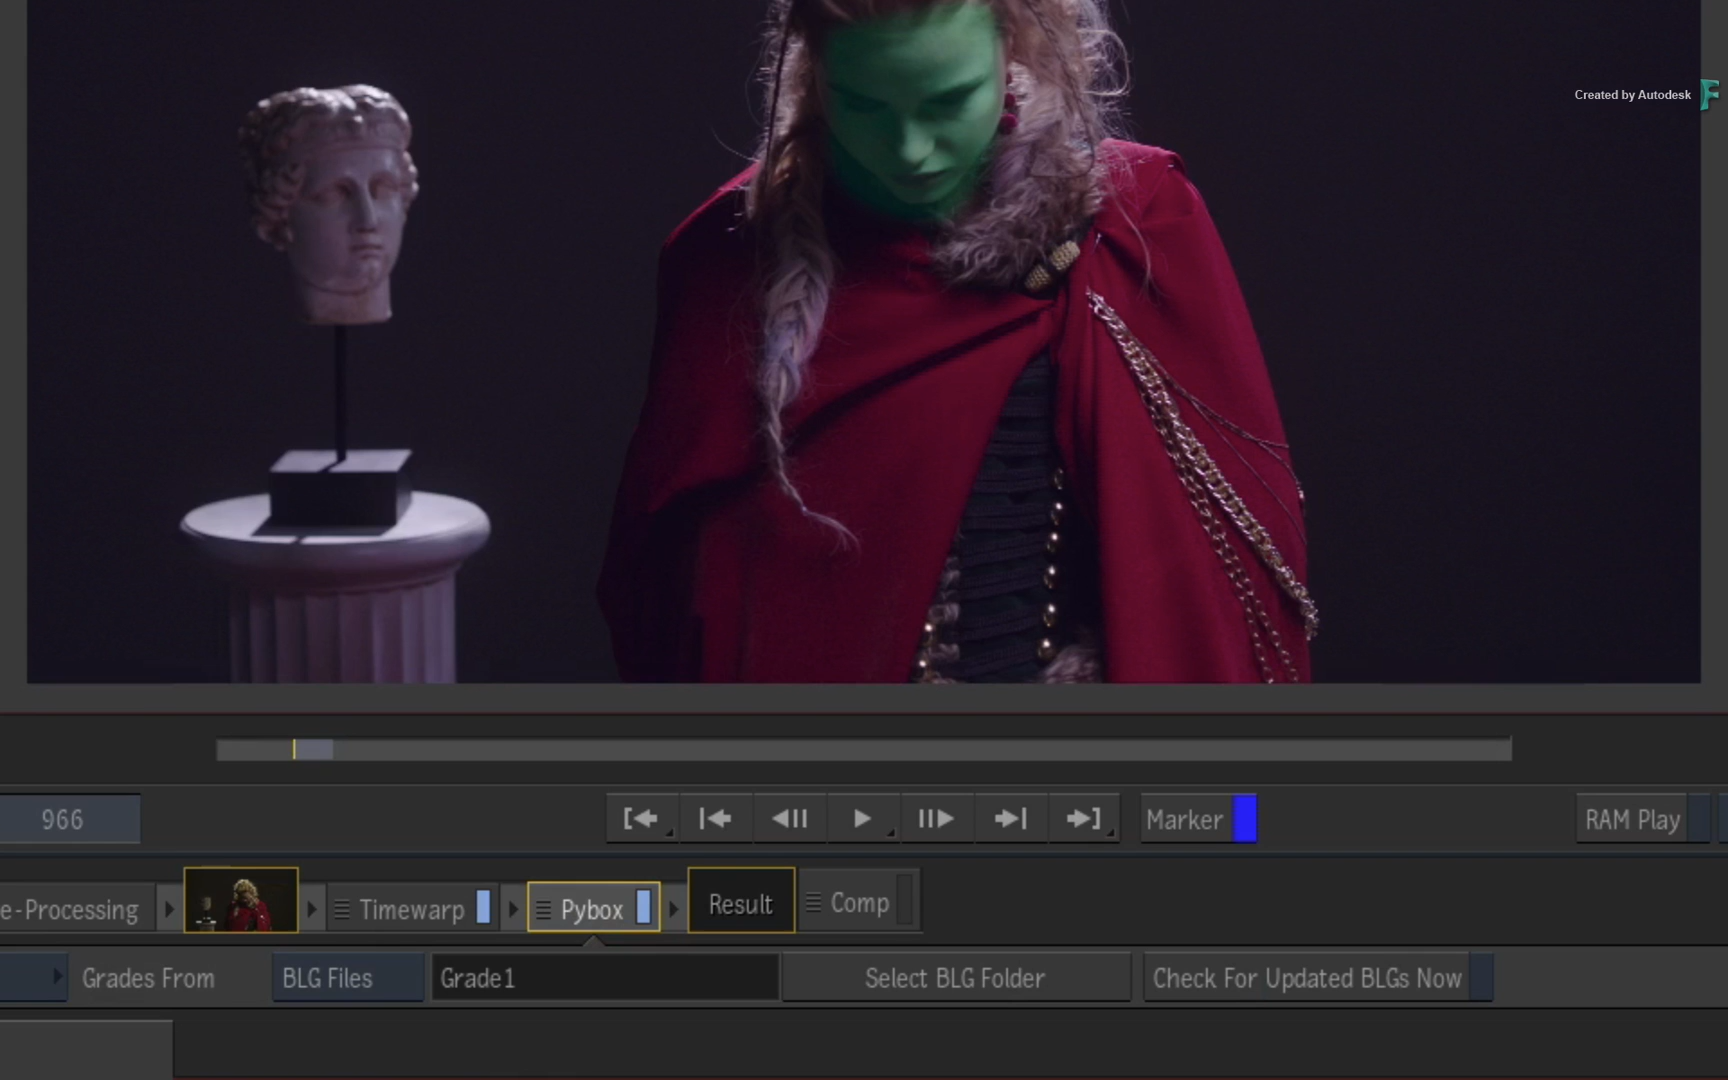 Created by Autodesk
966
Marker
RAM Play
e-Processing
Timewarp
Pybox
Result
Comp
Grades From
BLG Files
Grade1
Select BLG Folder
Check For Updated BLGs Now